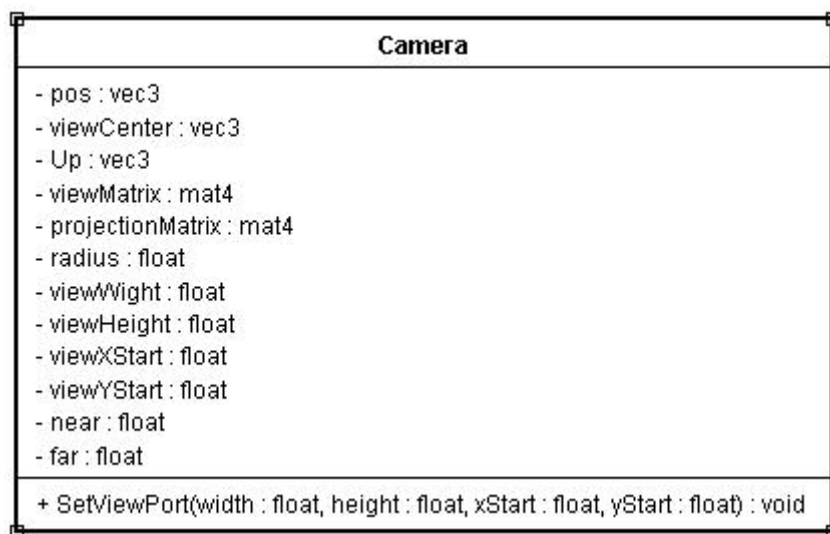 Camera
- pos : vec3
- viewCenter : vec3
- Up : vec3
- viewMatrix : mat4
- projectionMatrix : mat4
- radius : float
- viewWight : float
- viewHeight : float
- viewXStart : float
- viewYStart : float
- near : float
- far : float
+ SetViewPort(width : float, height : float, xStart : float, yStart : float) : void